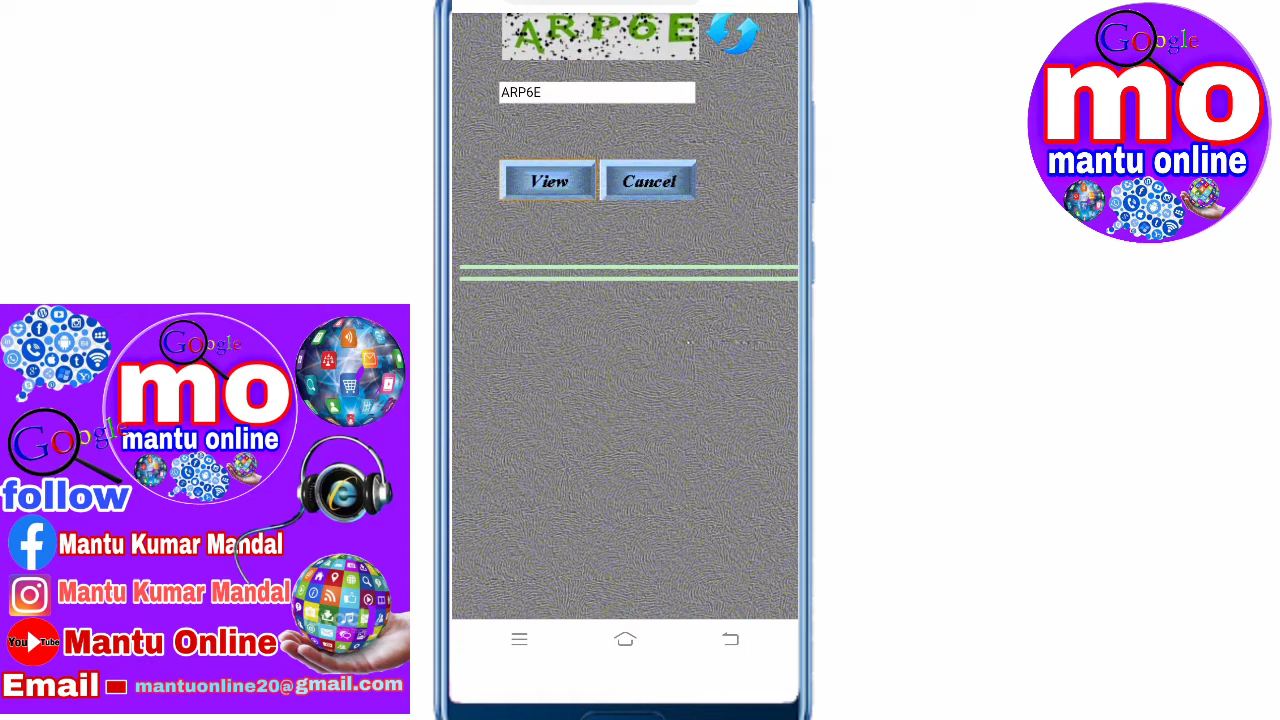 ARP6E
ARP6E
View Cancel
Google
mo
mantu online
Google
mo
Google
mantu online
follow
Mantu Kumar Mandal
Mantu Kumar Mandal
YouTube Mantu Online
Email mantuonline20@gmail.com